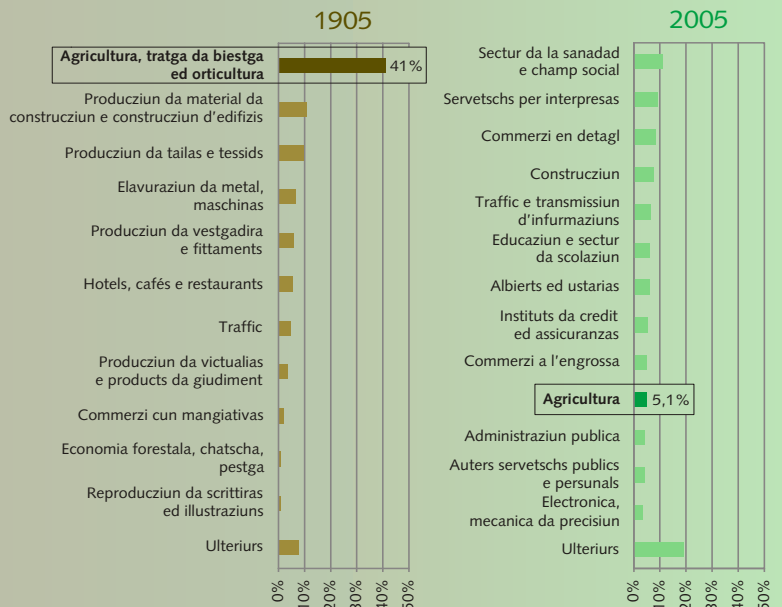 1905
Agricultura, tratga da biestga
ed orticultura
41%
Producziun da material da
construcziun e construcziun d'edifizis
Producziun da tailas e tessids
Elavuraziun da metal,
maschinas
Producziun da vestgadira
e fittaments
Hotels, cafés e restaurants
Traffic
Producziun da victualias
e products da giudiment
Commerzi cun mangiativas
Economia forestala, chatscha,
pestga
Reproducziun da scrittiras
ed illustraziuns
Ulteriurs
0%
10%
20%
30%
40%
50%
2005
Sectur da la sanadad
e champ social
Servetschs per interpresas
Commerzi en detagl
Construcziun
Traffic e transmissiun
d'infurmaziuns
Educaziun e sectur
da scolaziun
Albierts ed ustarias
Instituts da credit
ed assicuranzas
Commerzi a l'engrossa
Agricultura
5,1%
Administraziun publica
Auters servetschs publics
e persunals
Electronica,
mecanica da precisiun
Ulteriurs
0%
10%
20%
30%
40%
50%